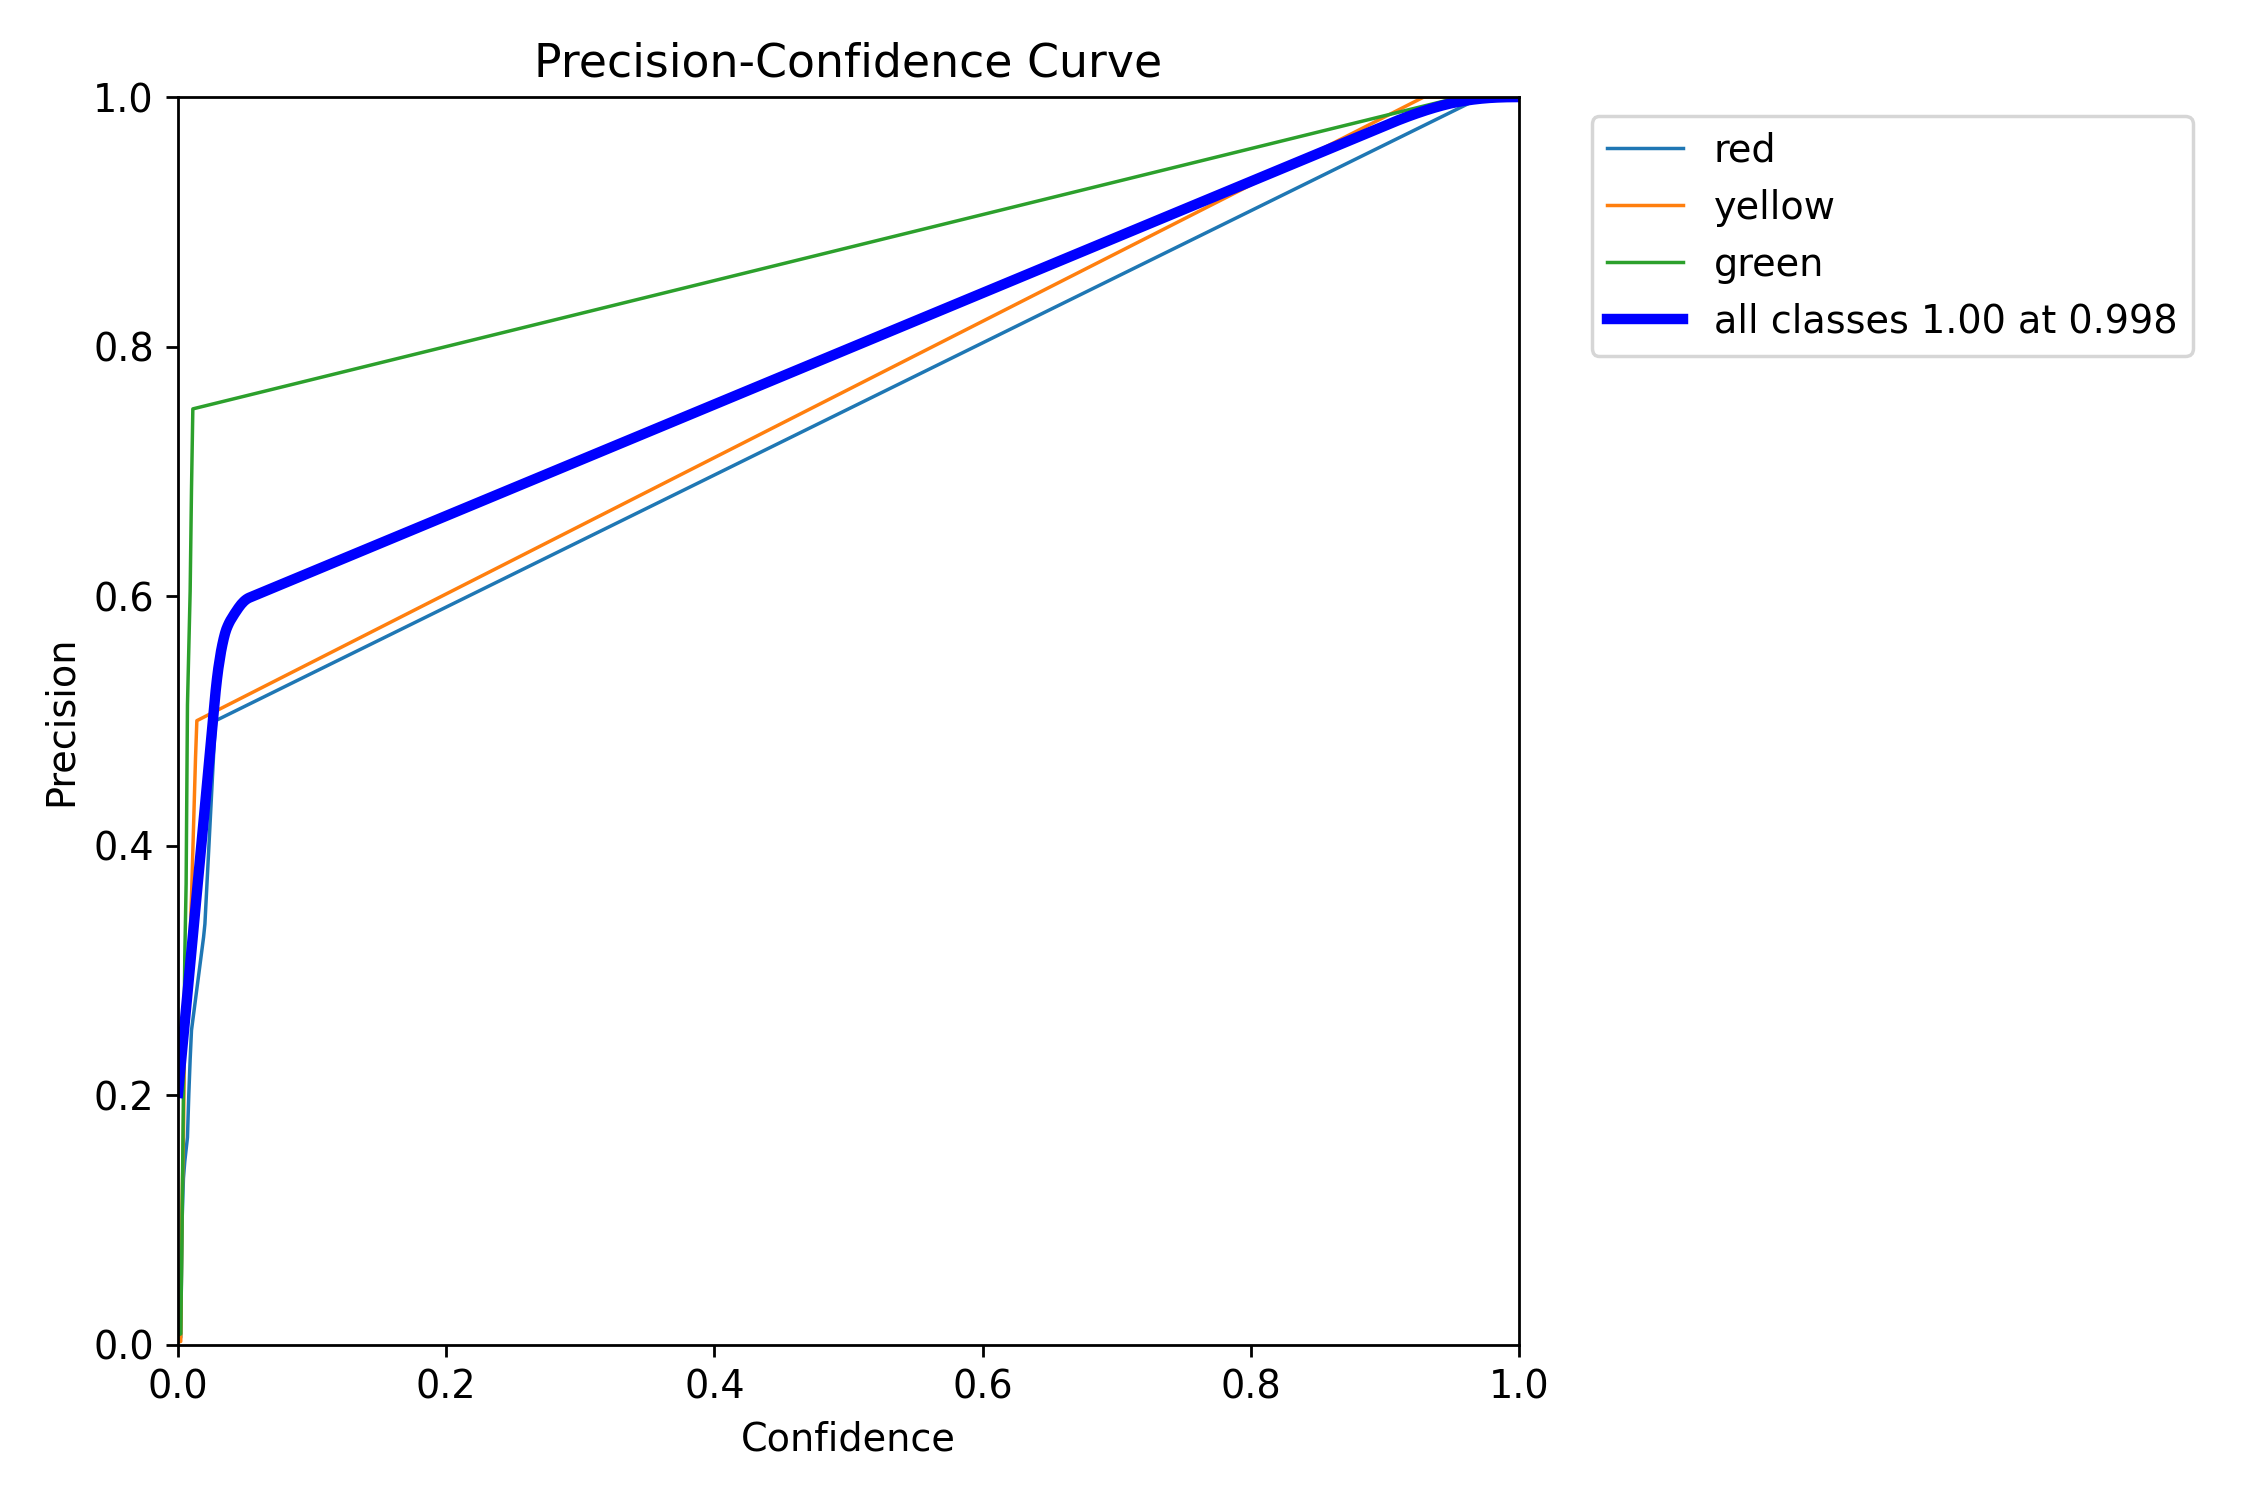 Precision-Confidence Curve
1.0
0.8
0.6
0.4
0.2
0.0
Precision
0.0 0.2 0.4 0.6 0.8 1.0
Confidence
red
yellow
green
all classes 1.00 at 0.998